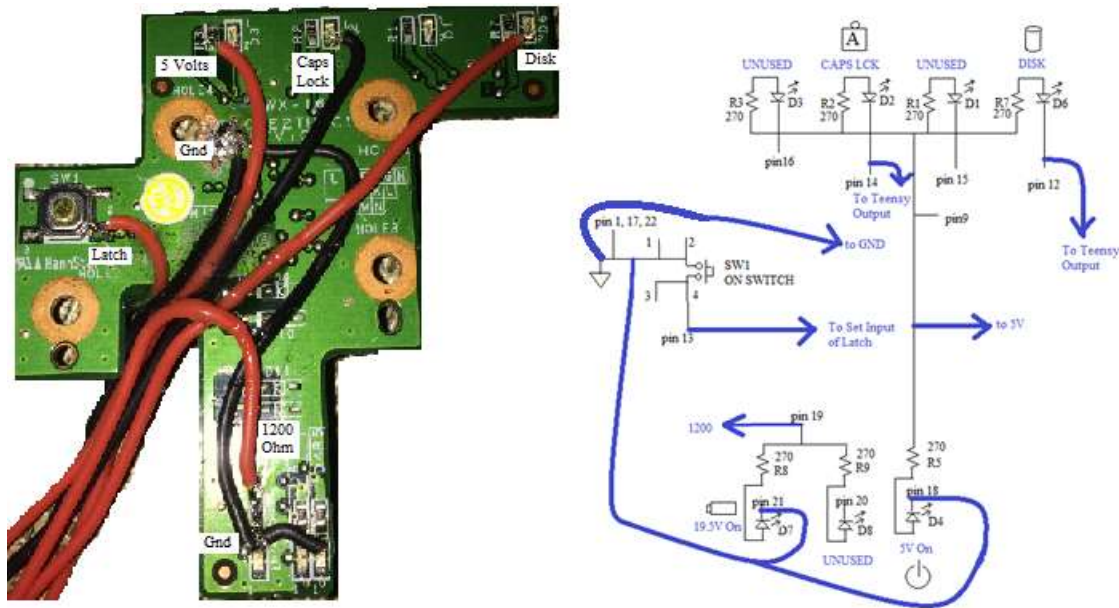 5 Volts
Caps
Lock
Disk
Gnd
SW1
Latch
HOLE3
1200
Ohm
Gnd
A
UNUSED
CAPS LCK
UNUSED
DISK
R3
270
D3
R2
270
D2
R1
270
D1
R7
270
D6
pin16
pin 14
pin 15
pin 12
To Teensy
Output
pin9
To Teensy
Output
pin 1, 17, 22
1
2
to GND
SW1
ON SWITCH
3
4
pin 13
To Set Input
of Latch
to 5V
pin 19
1200
270
R8
270
R9
270
R5
pin 21
pin 20
pin 18
19.5V On
D7
D8
D4
UNUSED
5V On